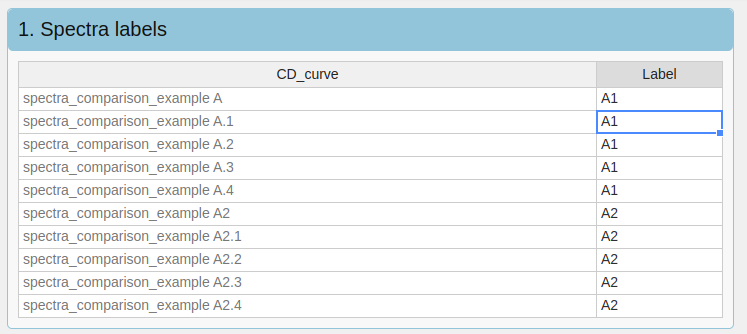 1. Spectra labels
CD_curve Label
spectra_comparison_example A A1
spectra_comparison_example A.1 A1
spectra_comparison_example A.2 A1
spectra_comparison_example A.3 A1
spectra_comparison_example A.4 A1
spectra_comparison_example A2 A2
spectra_comparison_example A2.1 A2
spectra_comparison_example A2.2 A2
spectra_comparison_example A2.3 A2
spectra_comparison_example A2.4 A2